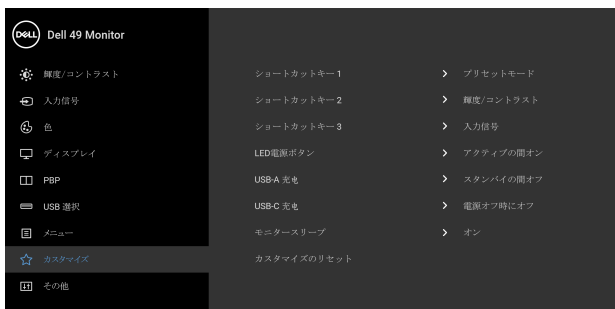 DELL Dell 49 Monitor
輝度/コントラスト
入力信号
色
ディスプレイ
PBP
USB 選択
メニュー
カスタマイズ
その他
ショートカットキー 1 > プリセットモード
ショートカットキー 2 > 輝度/コントラスト
ショートカットキー 3 > 入力信号
LED電源ボタン > アクティブの間オン
USB-A 充电 > スタンバイの間オフ
USB-C 充电 > 電源オフ時にオフ
モニタースリープ > オン
カスタマイズのリセット